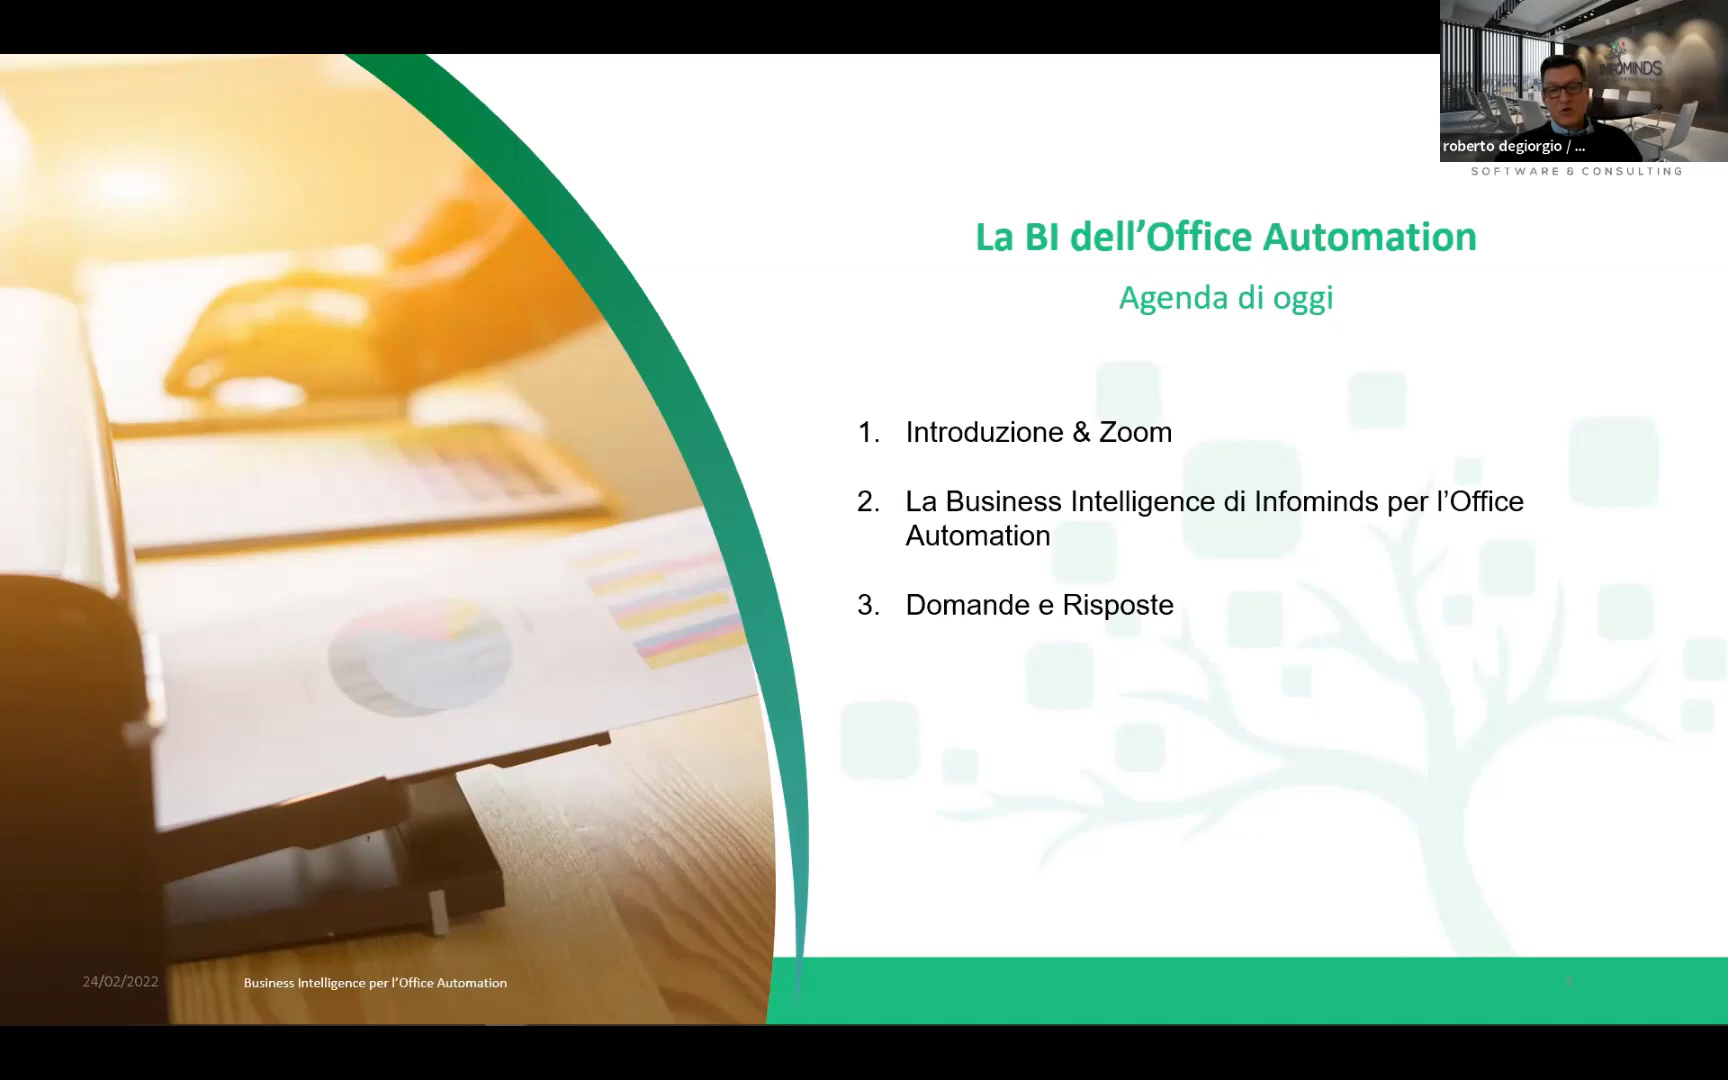 INFOMINDS
roberto degiorgio / ...
SOFTWARE & CONSULTING
La BI dell’Office Automation
Agenda di oggi
1. Introduzione & Zoom
2. La Business Intelligence di Infominds per l’Office
Automation
3. Domande e Risposte
24/02/2022
Business Intelligence per l’Office Automation